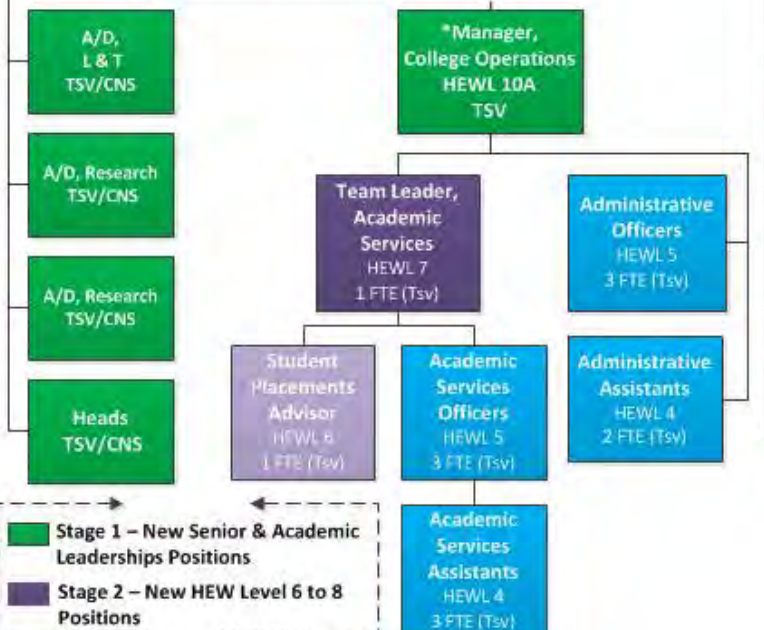 A/D,
L & T
TSV/CNS
A/D, Research
TSV/CNS
A/D, Research
TSV/CNS
Heads
TSV/CNS
*Manager,
College Operations
HEWL 10A
TSV
Team Leader,
Academic
Services
HEWL 7
1 FTE (Tsv)
Administrative
Officers
HEWL 5
3 FTE (Tsv)
Student
Placements
Advisor
HEWL 6
1 FTE (Tsv)
Academic
Services
Officers
HEWL 5
3 FTE (Tsv)
Administrative
Assistants
HEWL 4
2 FTE (Tsv)
Academic
Services
Assistants
HEWL 4
3 FTE (Tsv)
Stage 1 – New Senior & Academic
Leaderships Positions
Stage 2 – New HEW Level 6 to 8
Positions